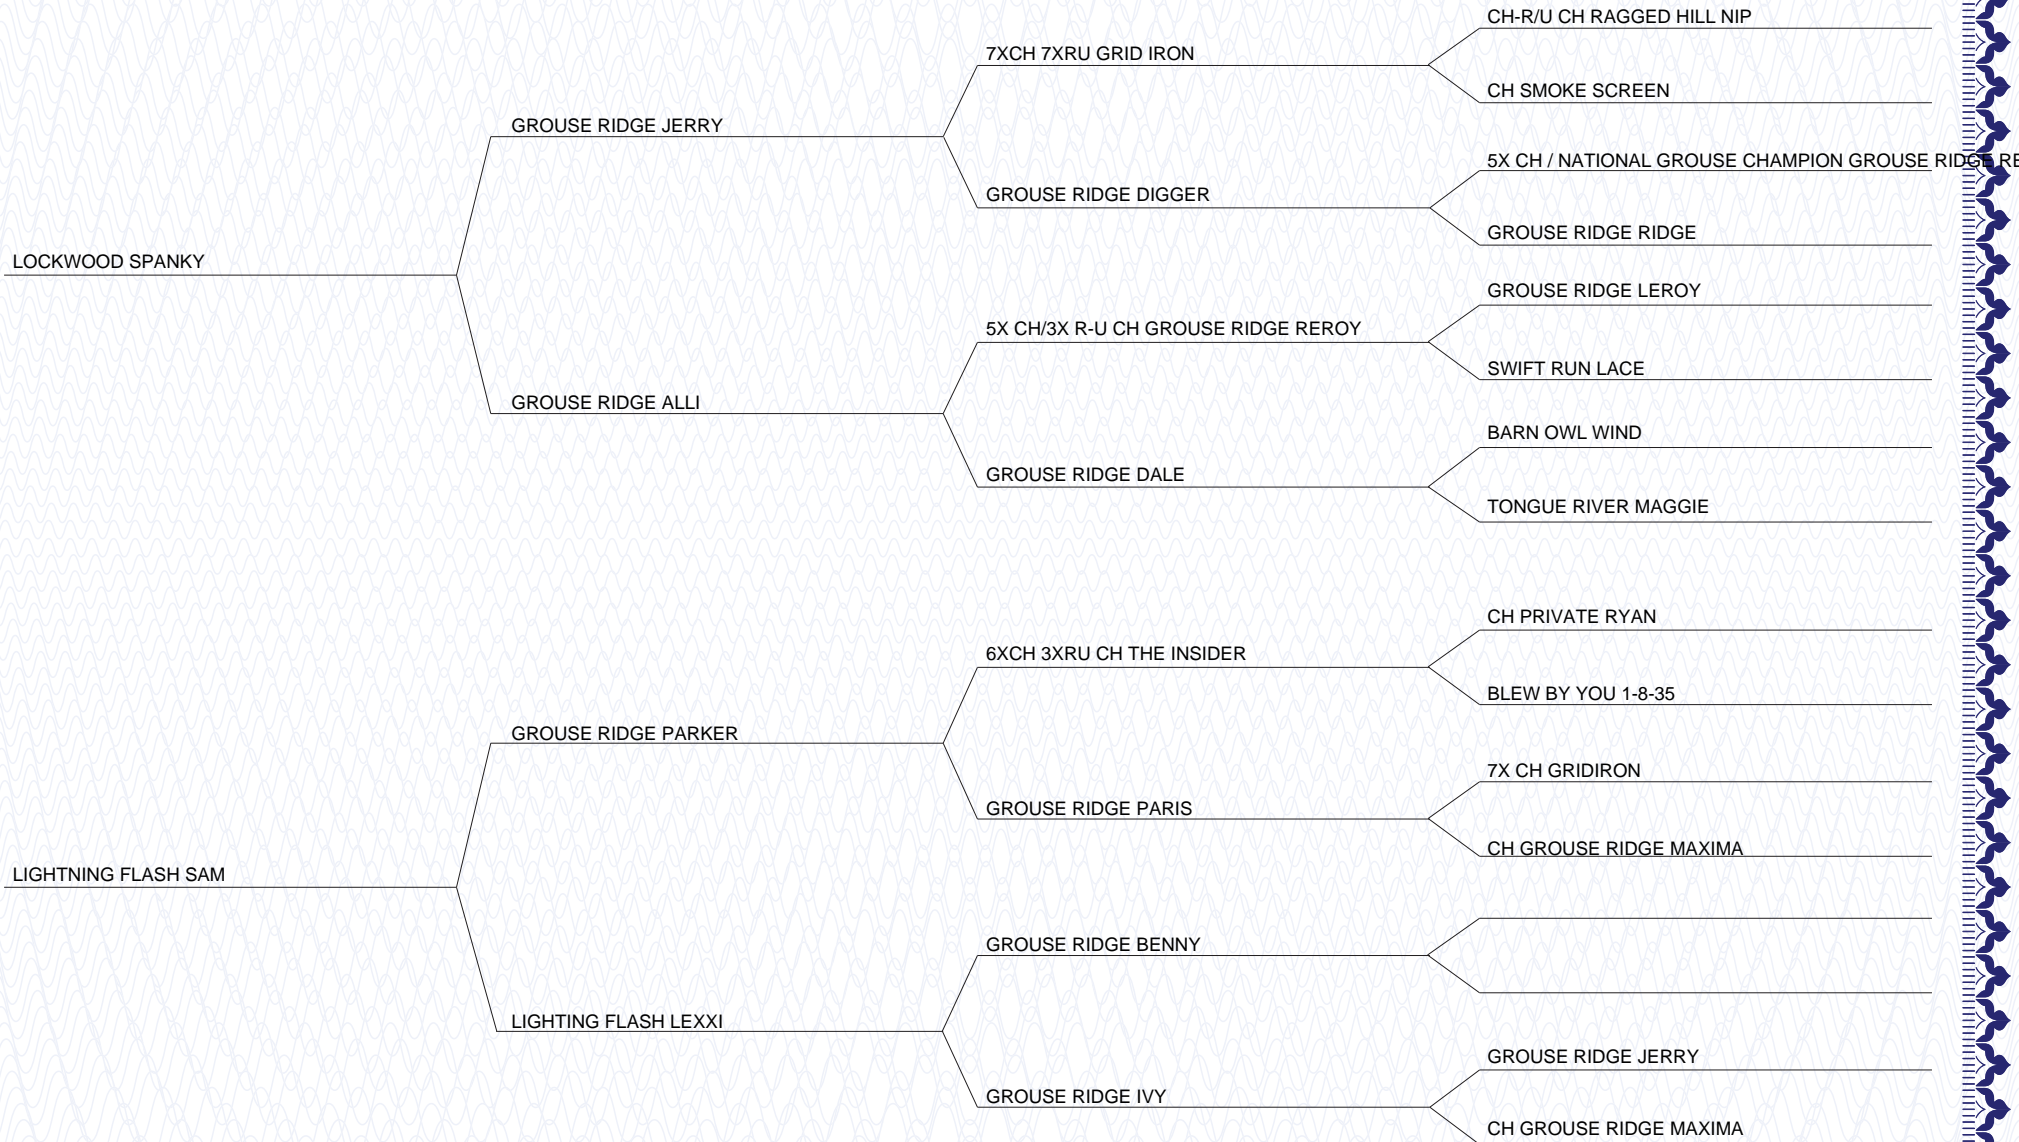 CH-R/U CH RAGGED HILL NIP
7XCH 7XRU GRID IRON
CH SMOKE SCREEN
GROUSE RIDGE JERRY
5X CH / NATIONAL GROUSE CHAMPION GROUSE RIDGE RE
GROUSE RIDGE DIGGER
GROUSE RIDGE RIDGE
LOCKWOOD SPANKY
GROUSE RIDGE LEROY
5X CH/3X R-U CH GROUSE RIDGE REROY
SWIFT RUN LACE
GROUSE RIDGE ALLI
BARN OWL WIND
GROUSE RIDGE DALE
TONGUE RIVER MAGGIE
CH PRIVATE RYAN
6XCH 3XRU CH THE INSIDER
BLEW BY YOU 1-8-35
GROUSE RIDGE PARKER
7X CH GRIDIRON
GROUSE RIDGE PARIS
CH GROUSE RIDGE MAXIMA
LIGHTNING FLASH SAM
GROUSE RIDGE BENNY
LIGHTING FLASH LEXXI
GROUSE RIDGE JERRY
GROUSE RIDGE IVY
CH GROUSE RIDGE MAXIMA